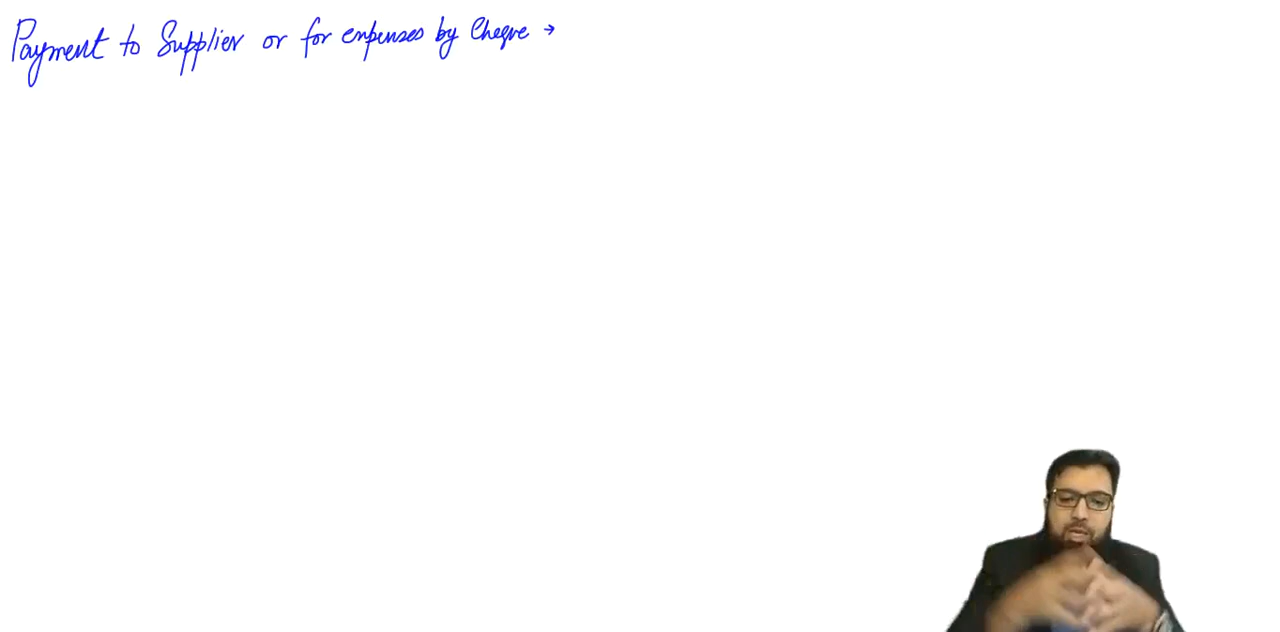 Payment to Supplier or for expenses by Cheque →